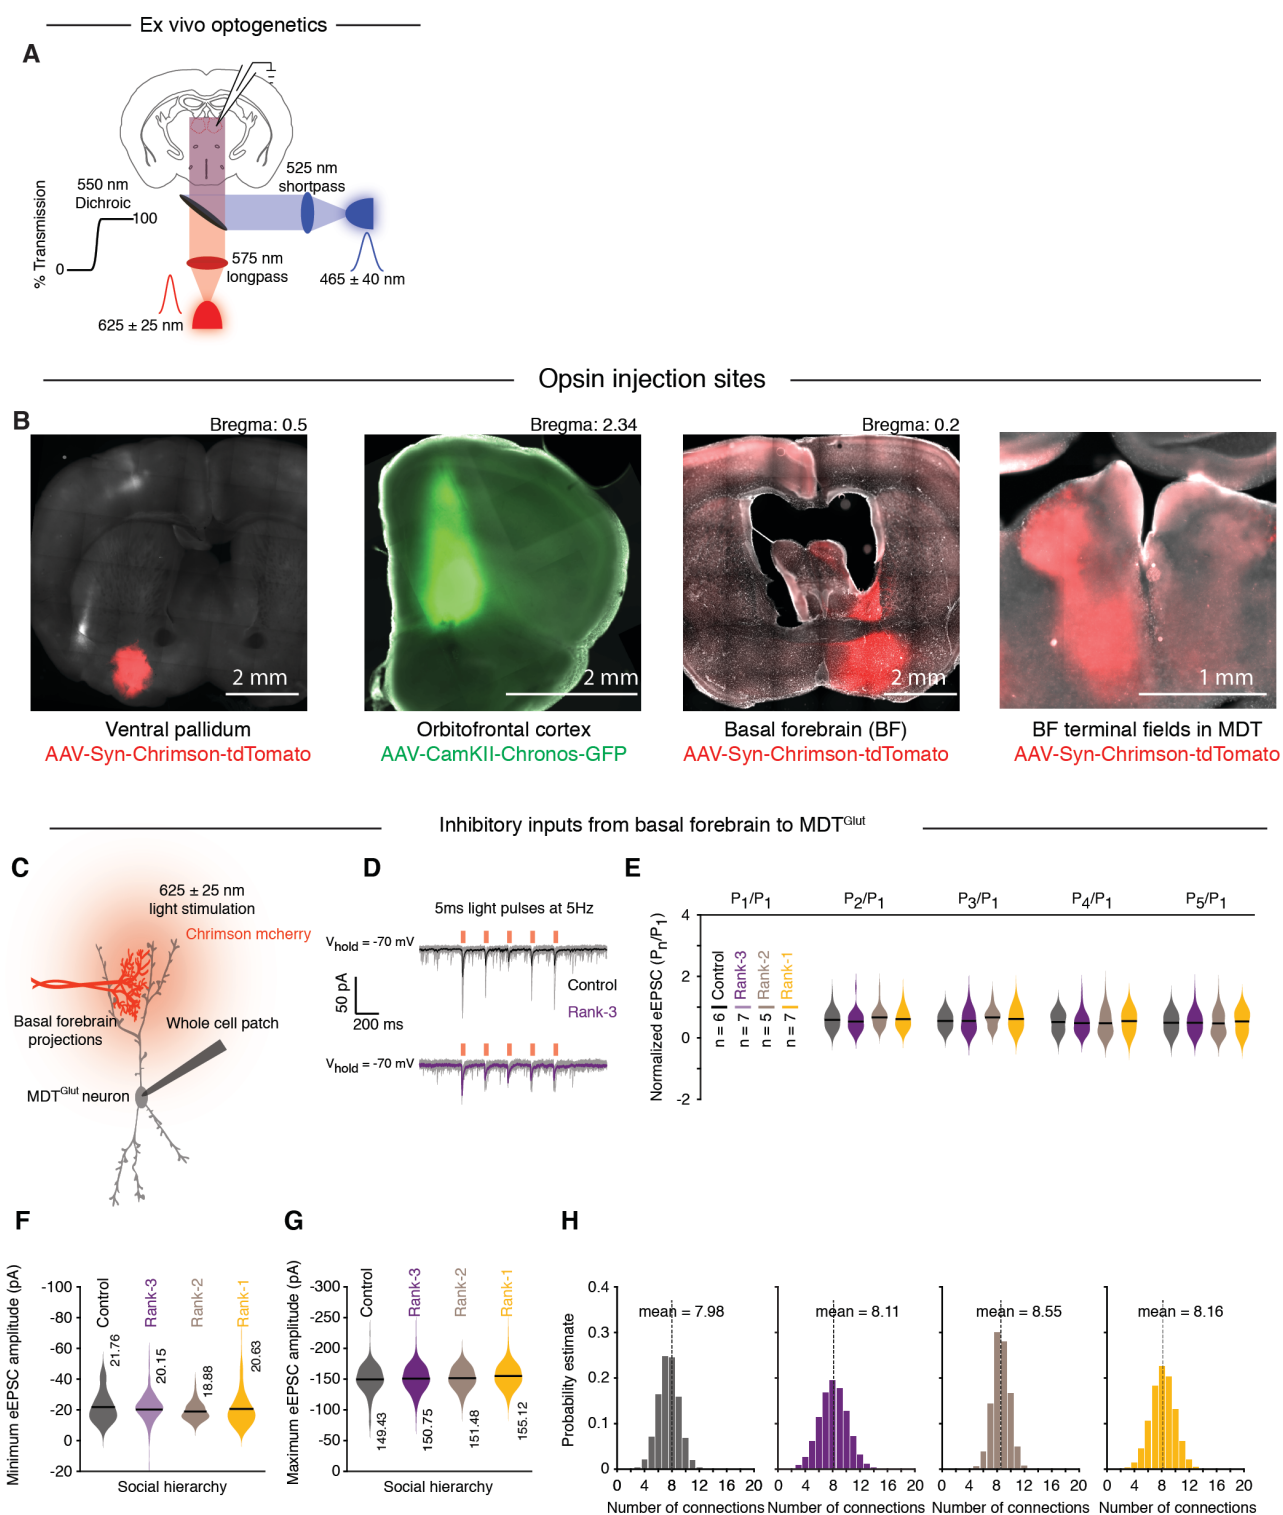 Ex vivo optogenetics
A
525 nm
shortpass
550 nm
Dichroic
100
% Transmission
0
575 nm
longpass
465 ± 40 nm
625 ± 25 nm
Opsin injection sites
B
Bregma: 0.5
Bregma: 2.34
Bregma: 0.2
2 mm
2 mm
2 mm
1 mm
Ventral pallidum
AAV-Syn-Chrimson-tdTomato
Orbitofrontal cortex
AAV-CamKII-Chronos-GFP
Basal forebrain (BF)
AAV-Syn-Chrimson-tdTomato
BF terminal fields in MDT
AAV-Syn-Chrimson-tdTomato
Inhibitory inputs from basal forebrain to MDTGlut
C
625 ± 25 nm
light stimulation
Chrimson mcherry
Basal forebrain
projections
Whole cell patch
MDTGlut neuron
D
5ms light pulses at 5Hz
Vhold = -70 mV
50 pA
200 ms
Control
Rank-3
Vhold = -70 mV
E
P1/P1
P2/P1
P3/P1
P4/P1
P5/P1
Normalized eEPSC (Pn/P1)
4
2
0
-2
n = 6 Control
n = 7 Rank-3
n = 5 Rank-2
n = 7 Rank-1
F
Minimum eEPSC amplitude (pA)
-100
-80
-60
-40
-20
0
-20
Control
Rank-3
Rank-2
Rank-1
21.76
20.15
18.88
20.63
Social hierarchy
G
Maximum eEPSC amplitude (pA)
-300
-250
-200
-150
-100
-50
0
Control
Rank-3
Rank-2
Rank-1
149.43
150.75
151.48
155.12
Social hierarchy
H
Probability estimate
0.4
0.3
0.2
0.1
0
mean = 7.98
mean = 8.11
mean = 8.55
mean = 8.16
0 4 8 12 16 20
0 4 8 12 16 20
0 4 8 12 16 20
0 4 8 12 16 20
Number of connections
Number of connections
Number of connections
Number of connections